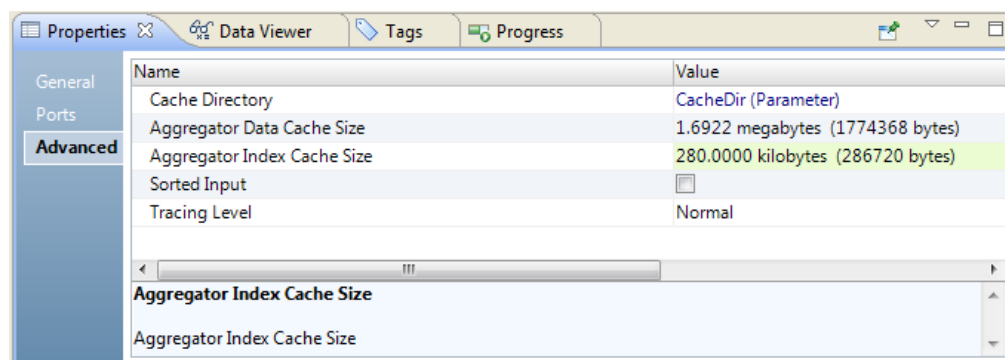 Properties Data Viewer Tags Progress
General
Ports
Advanced
Name Value
Cache Directory CacheDir (Parameter)
Aggregator Data Cache Size 1.6922 megabytes (1774368 bytes)
Aggregator Index Cache Size 280.0000 kilobytes (286720 bytes)
Sorted Input
Tracing Level Normal
Aggregator Index Cache Size
Aggregator Index Cache Size